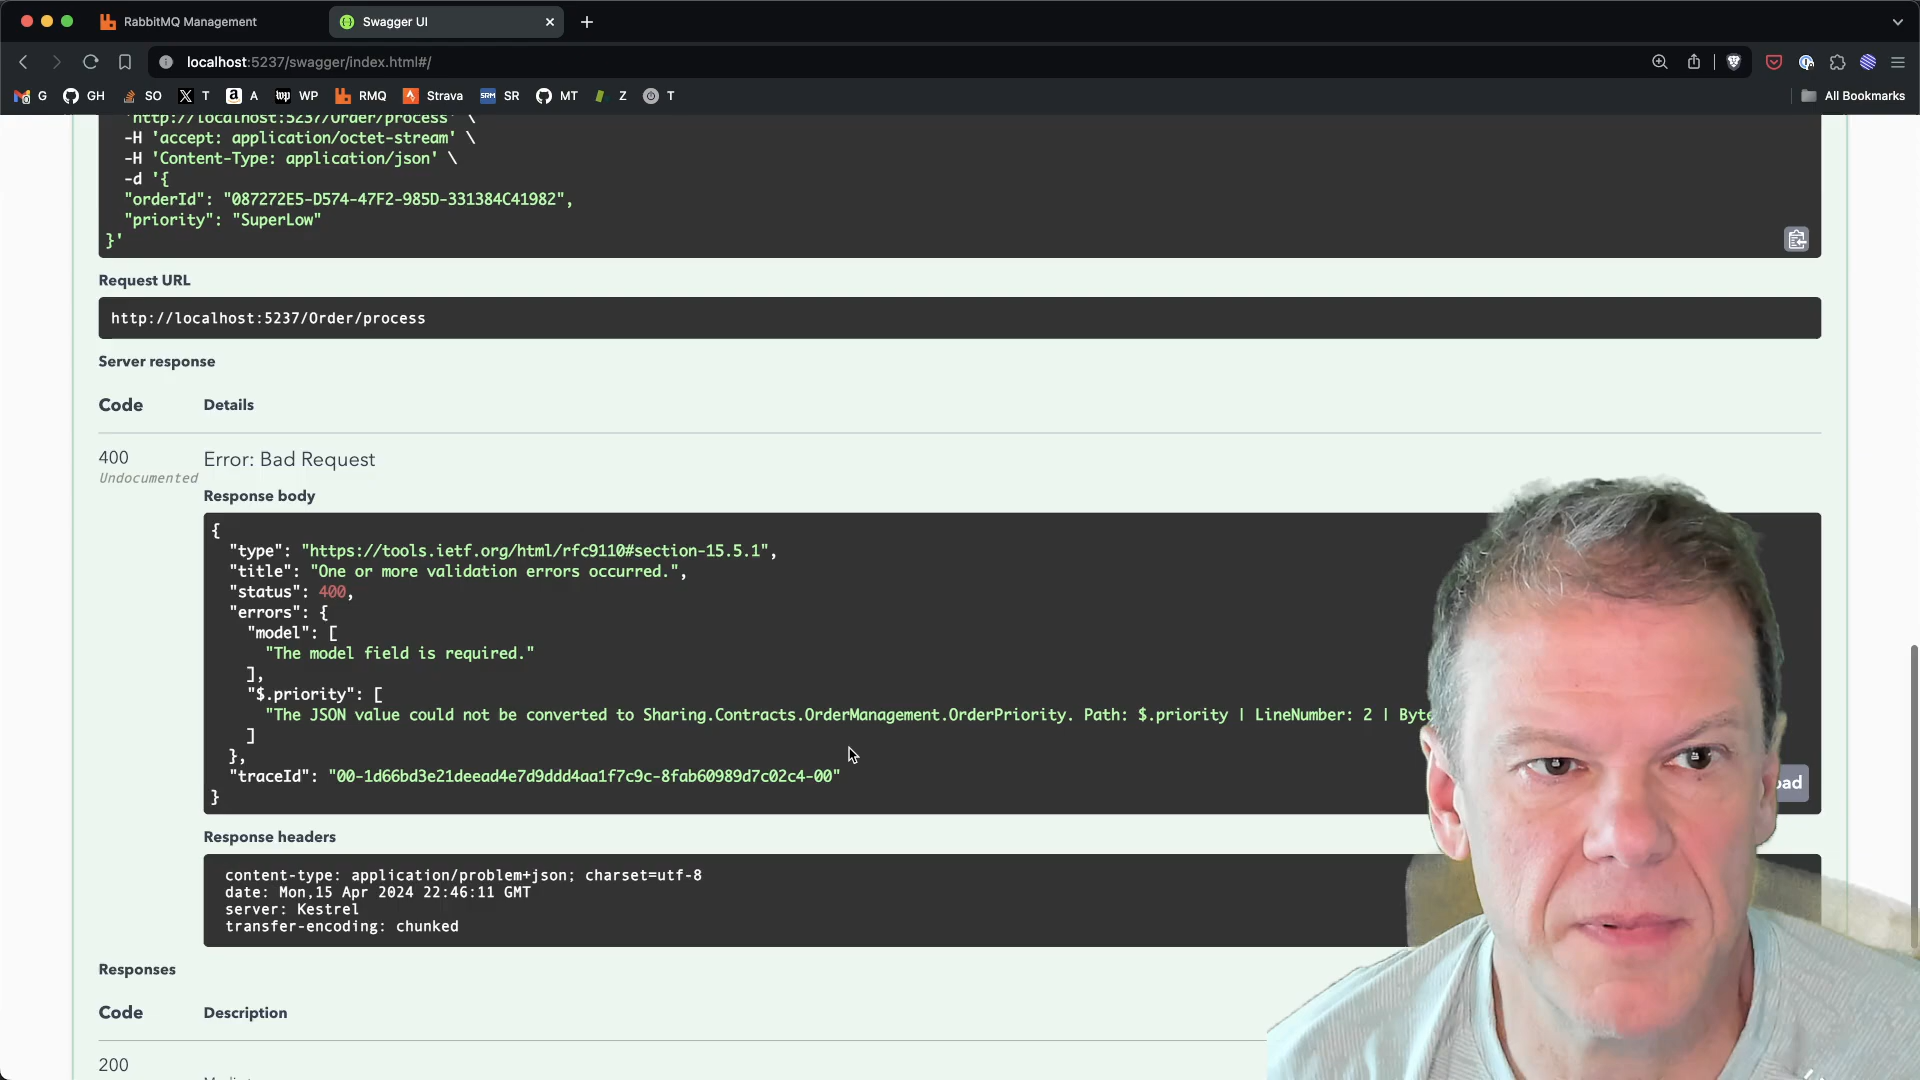 RabbitMQ Management
Swagger UI
localhost:5237/swagger/index.html#/
G GH SO T A WP RMQ Strava SR MT Z T All Bookmarks
'http://localhost:5237/Order/process' \
-H 'accept: application/octet-stream' \
-H 'Content-Type: application/json' \
-d '{
"orderId": "087272E5-D574-47F2-985D-331384C41982",
"priority": "SuperLow"
}'
Request URL
http://localhost:5237/Order/process
Server response
Code Details
400 Error: Bad Request
Undocumented
Response body
{
"type": "https://tools.ietf.org/html/rfc9110#section-15.5.1",
"title": "One or more validation errors occurred.",
"status": 400,
"errors": {
"model": [
"The model field is required."
],
"$.priority": [
"The JSON value could not be converted to Sharing.Contracts.OrderManagement.OrderPriority. Path: $.priority | LineNumber: 2 |
]
},
"traceId": "00-1d66bd3e21deead4e7d9ddd4aa1f7c9c-8fab60989d7c02c4-00"
}
Response headers
content-type: application/problem+json; charset=utf-8
date: Mon,15 Apr 2024 22:46:11 GMT
server: Kestrel
transfer-encoding: chunked
Responses
Code Description
200